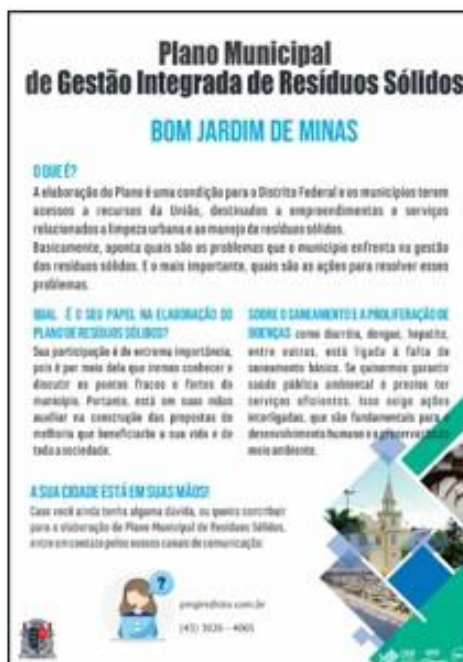 Plano Municipal
de Gestão Integrada de Resíduos Sólidos
BOM JARDIM DE MINAS
O QUE É?
A elaboração do Plano é uma condição para o Distrito Federal e os municípios terem
acessos a recursos da União, destinados a empreendimentos e serviços
relacionados a limpeza urbana e ao manejo de resíduos sólidos.
Basicamente, aponta quais são os problemas que o município enfrenta na gestão
dos resíduos sólidos. E o mais importante, quais são as ações para resolver esses
problemas.
QUAL É O SEU PAPEL NA ELABORAÇÃO DO
PLANO DE RESÍDUOS SÓLIDOS?
Sua participação é de extrema importância,
pois é por meio dela que iremos conhecer e
discutir os pontos fracos e fortes do
município. Portanto, está em suas mãos
auxiliar na construção das propostas de
melhoria que beneficiarão a sua vida e de
toda a sociedade.
SOBRE O SANEAMENTO E A PROLIFERAÇÃO DE
DOENÇAS como diarréia, dengue, hepatite,
entre outras, está ligada à falta de
saneamento básico. Se quisermos garantir
saúde pública ambiental é preciso ter
serviços eficientes. Isso exige ações
interligadas, que são fundamentais para o
desenvolvimento humano e a preservação do
meio ambiente.
A SUA CIDADE ESTÁ EM SUAS MÃOS!
Caso você ainda tenha alguma dúvida, ou queira contribuir
para a elaboração do Plano Municipal de Resíduos Sólidos,
entre em contato pelos nossos canais de comunicação:
?
(43) 3026 - 4065